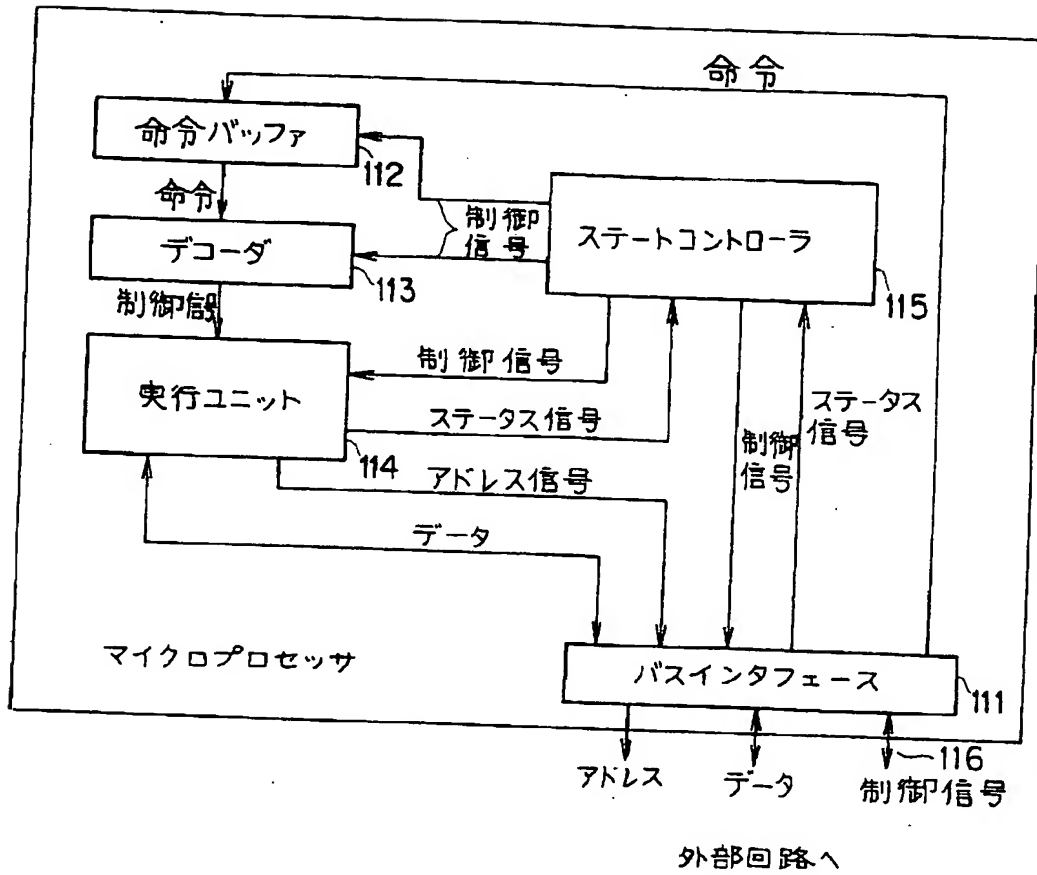 命令
命令バッファ
112
命令
制御
信号
ステートコントローラ
デコーダ
113
115
制御信号
制御信号
実行ユニット
ステータス信号
114
アドレス信号
制御
信号
ステータス
信号
データ
マイクロプロセッサ
バスインタフェース
111
116
アドレス
データ
制御信号
外部回路へ